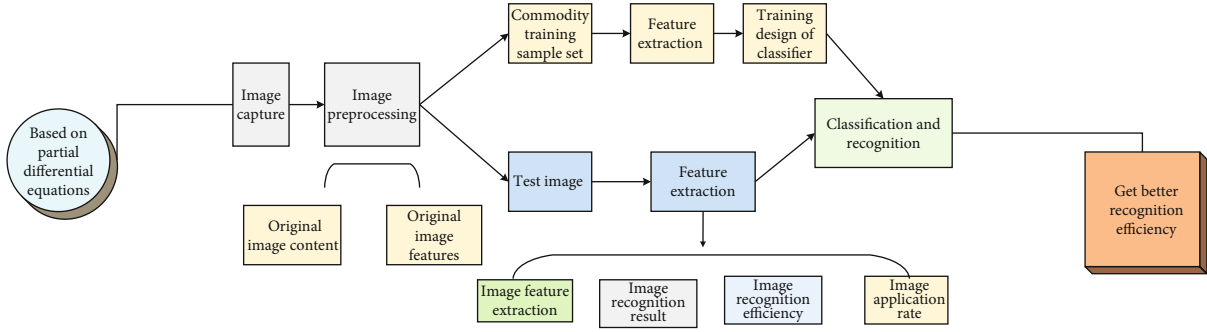 Based on
partial
differential
equations
Image
capture
Image
preprocessing
Original
image content
Original
image
features
Commodity
training
sample set
Feature
extraction
Training
design of
classifier
Test image
Feature
extraction
Image feature
extraction
Image
recognition
result
Image
recognition
efficiency
Image
application
rate
Classification and
recognition
Get better
recognition
efficiency